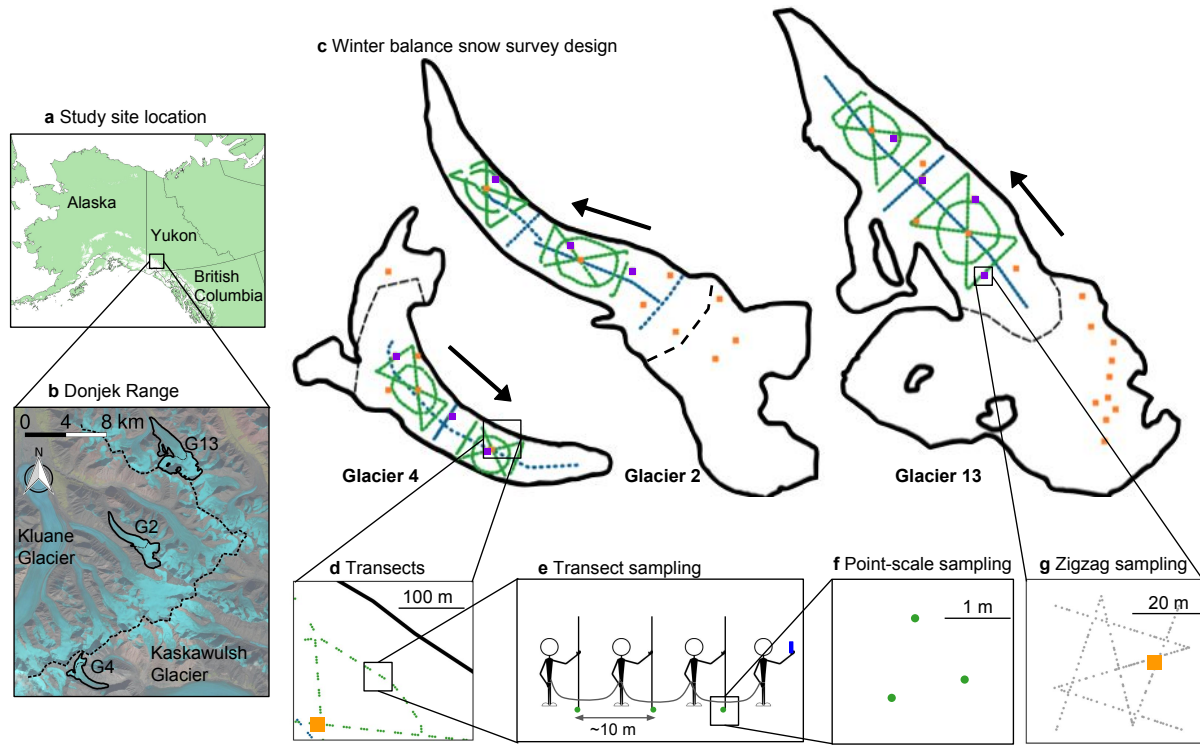 c Winter balance snow survey design
a Study site location
Alaska
Yukon
British
Columbia
b Donjek Range
0 4 8 km
N
G13
G2
Kluane
Glacier
G4
Kaskawulsh
Glacier
Glacier 4
Glacier 2
Glacier 13
d Transects
100 m
e Transect sampling
~10 m
f Point-scale sampling
1 m
g Zigzag sampling
20 m